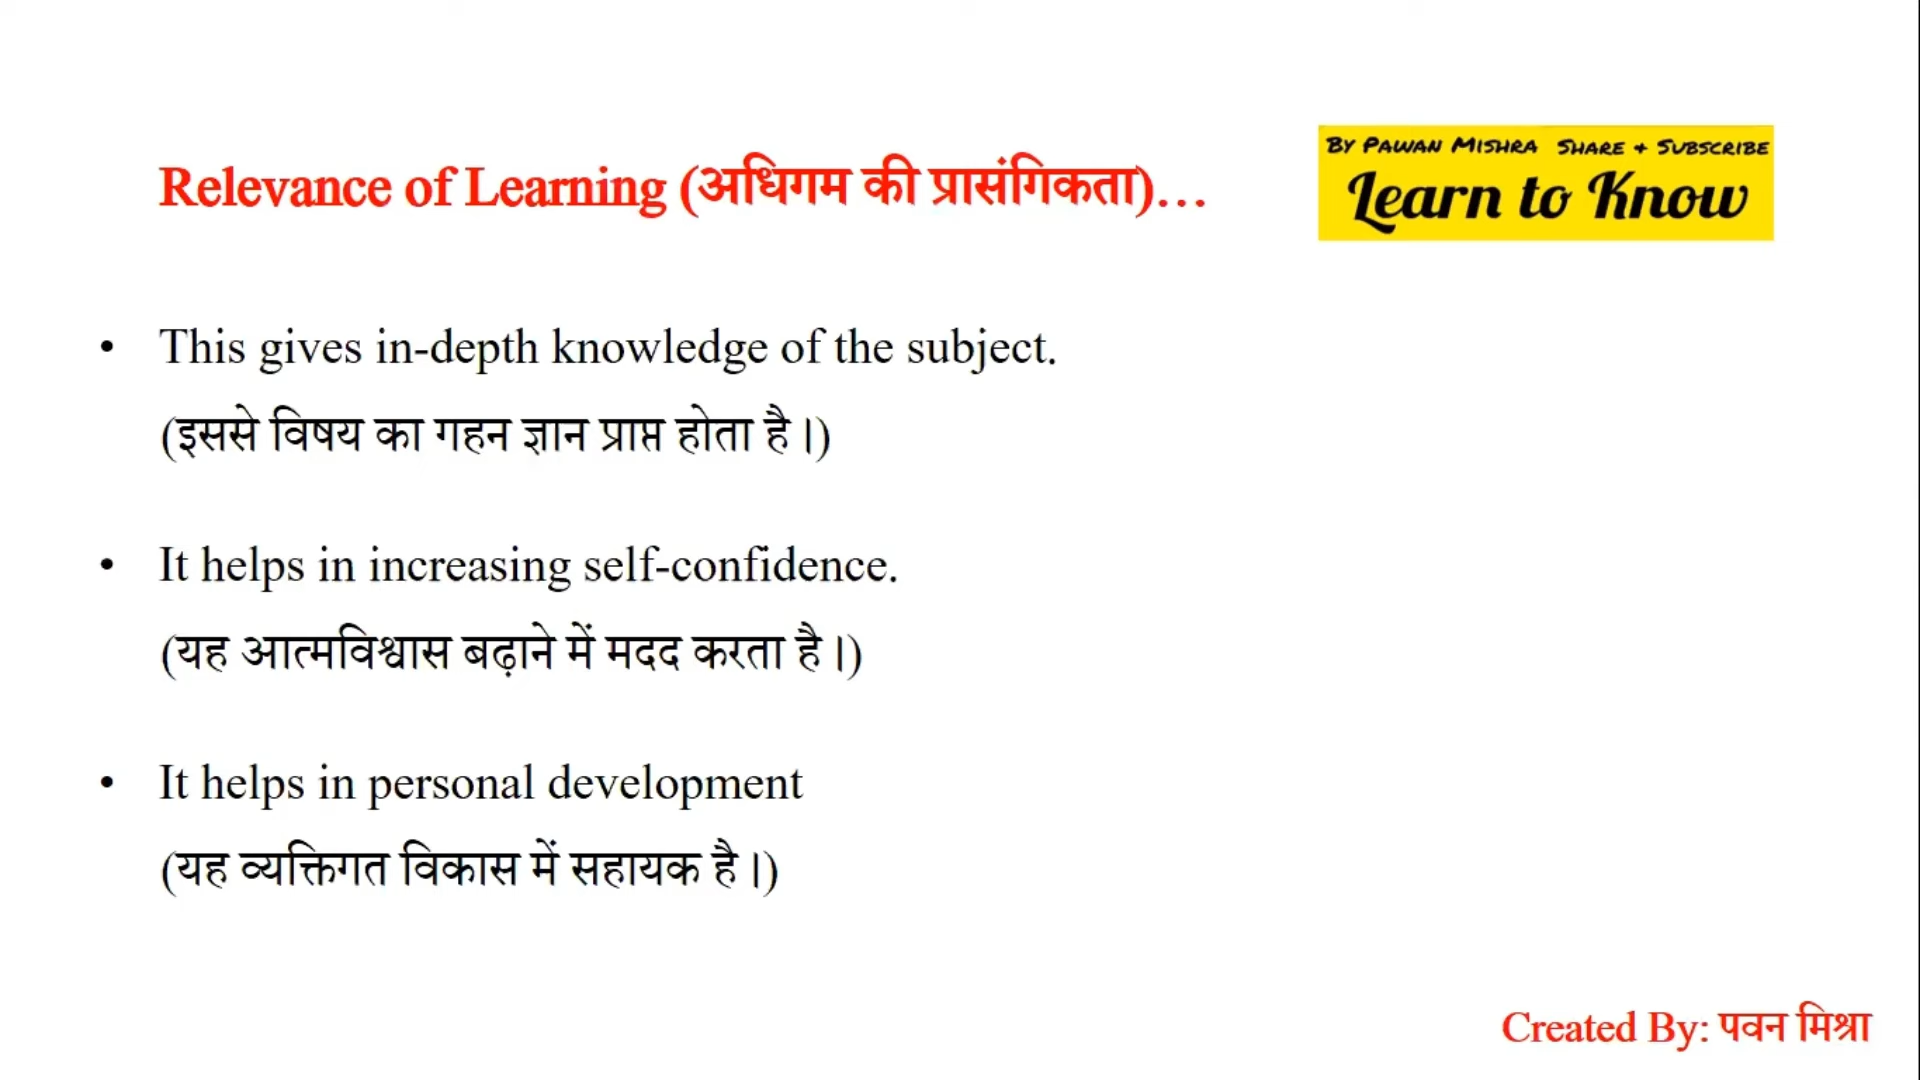 By Pawan Mishra Share + Subscribe
Learn to Know
Relevance of Learning (अधिगम की प्रासंगिकता)…
• This gives in-depth knowledge of the subject.
(इससे विषय का गहन ज्ञान प्राप्त होता है।)
• It helps in increasing self-confidence.
(यह आत्मविश्वास बढ़ाने में मदद करता है।)
• It helps in personal development
(यह व्यक्तिगत विकास में सहायक है।)
Created By: पवन मिश्रा